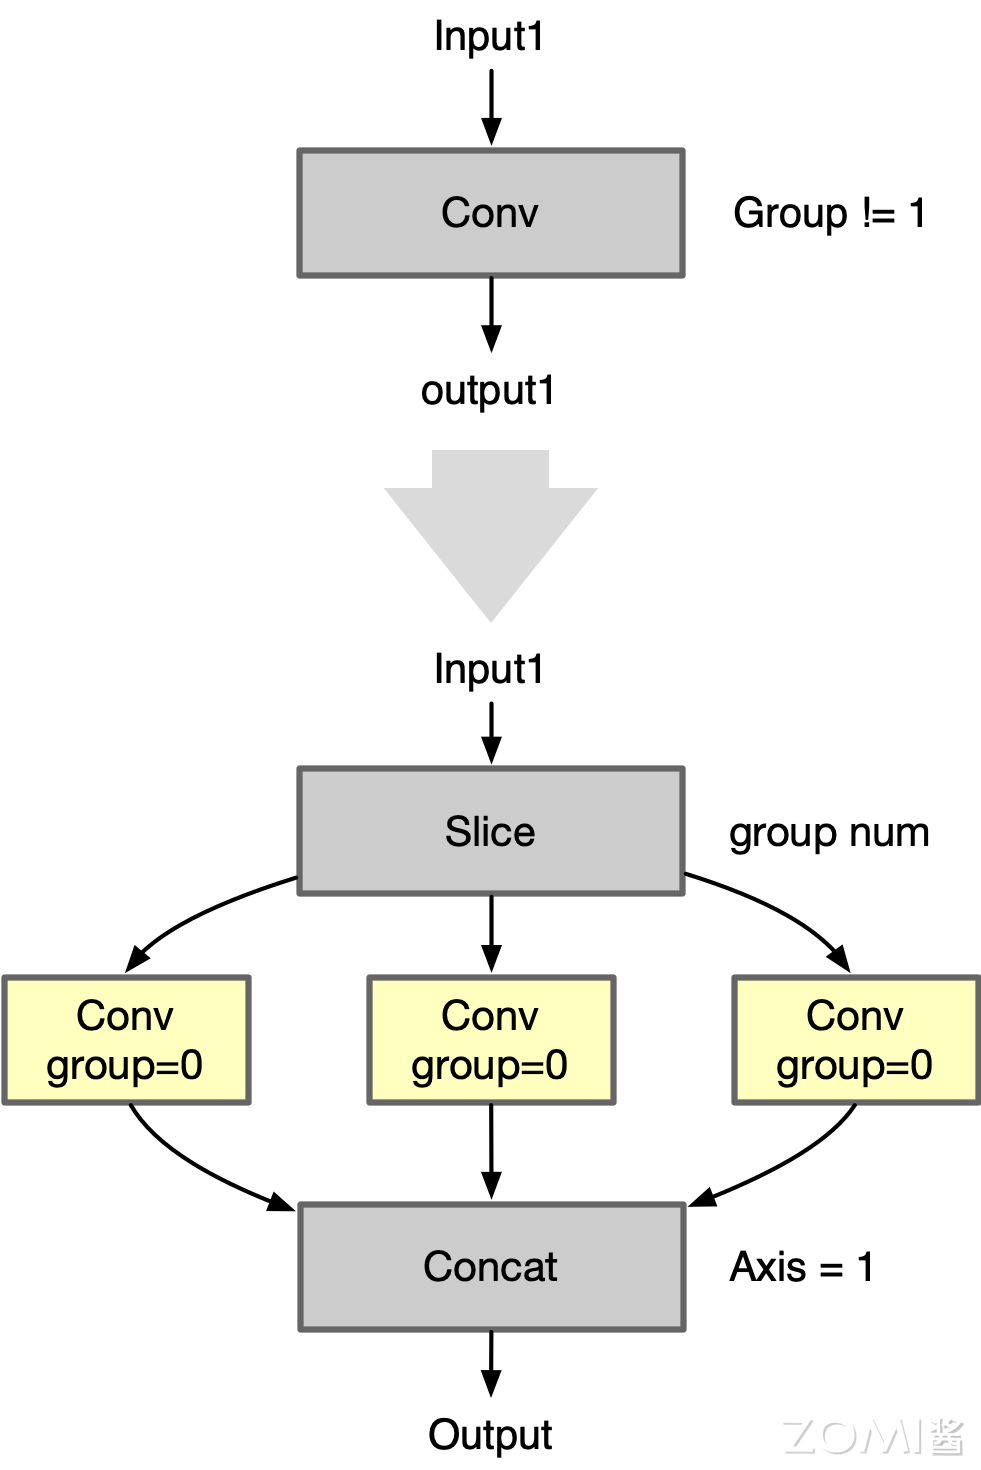 Input1
Conv
Group != 1
output1
Input1
Slice
group num
Conv
group=0
Conv
group=0
Conv
group=0
Concat
Axis = 1
Output
ZOMI酱